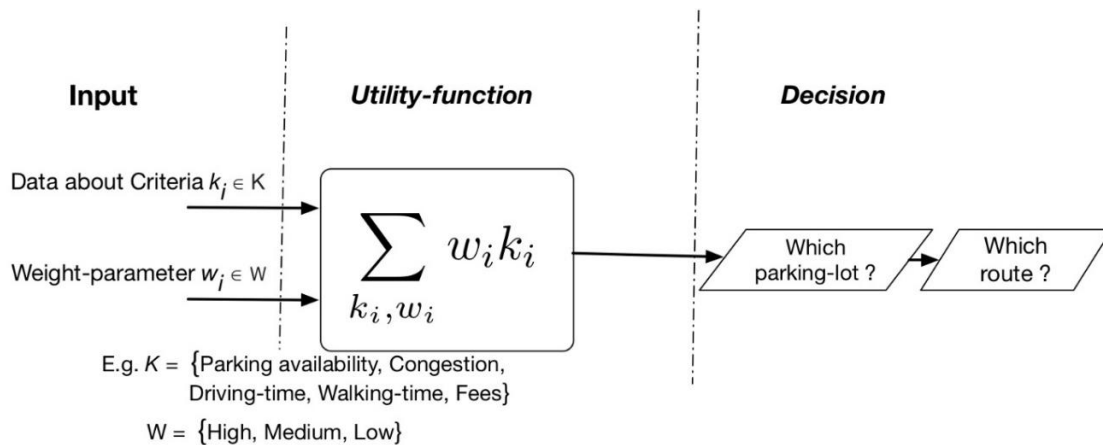 Input
Utility-function
Decision
Data about Criteria k_i ∈ K
Weight-parameter w_i ∈ W
∑ w_i k_i
k_i, w_i
Which
parking-lot ?
Which
route ?
E.g. K = {Parking availability, Congestion,
Driving-time, Walking-time, Fees}
W = {High, Medium, Low}